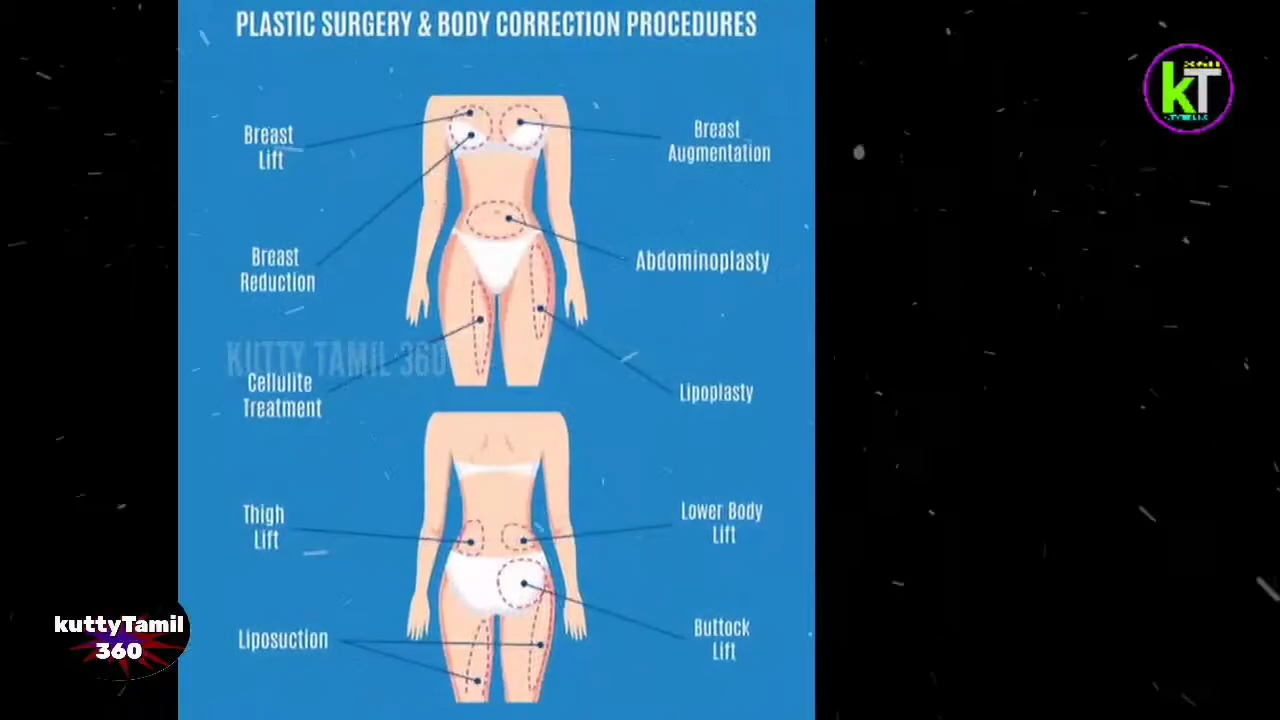 PLASTIC SURGERY & BODY CORRECTION PROCEDURES
kT
Breast
Lift
Breast
Augmentation
Breast
Reduction
Abdominoplasty
KUTTY TAMIL 360
Cellulite
Treatment
Lipoplasty
Thigh
Lift
Lower Body
Lift
kuttyTamil
360
Liposuction
Buttock
Lift